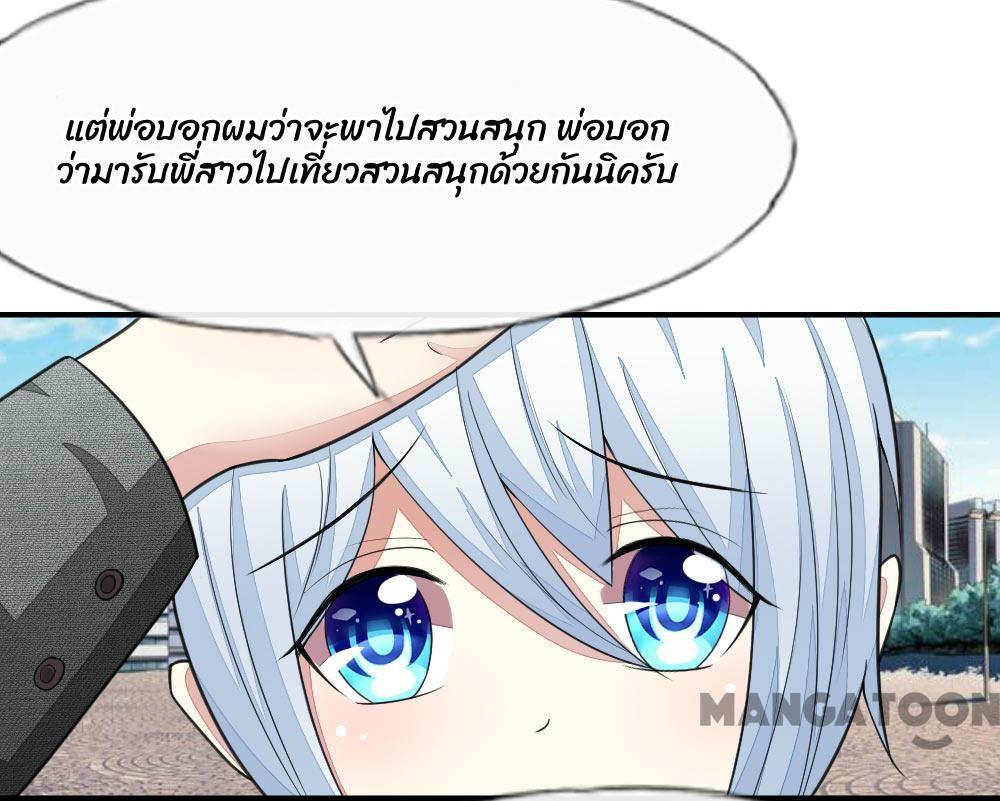 แต่พ่อบอกผมว่าจะพาไปสวนสนุก พ่อบอก
ว่ามารับพี่สาวไปเที่ยวสวนสนุกด้วยกันนิครับ
MANGATOON